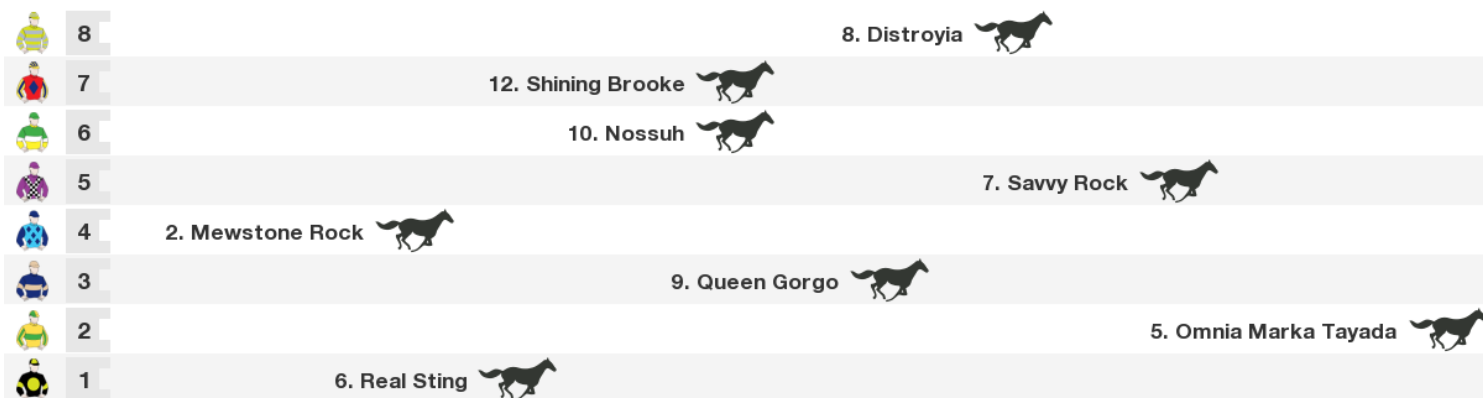 8 8. Distroyia
7 12. Shining Brooke
6 10. Nossuh
5 7. Savvy Rock
4 2. Mewstone Rock
3 9. Queen Gorgo
2 5. Omnia Marka Tayada
1 6. Real Sting